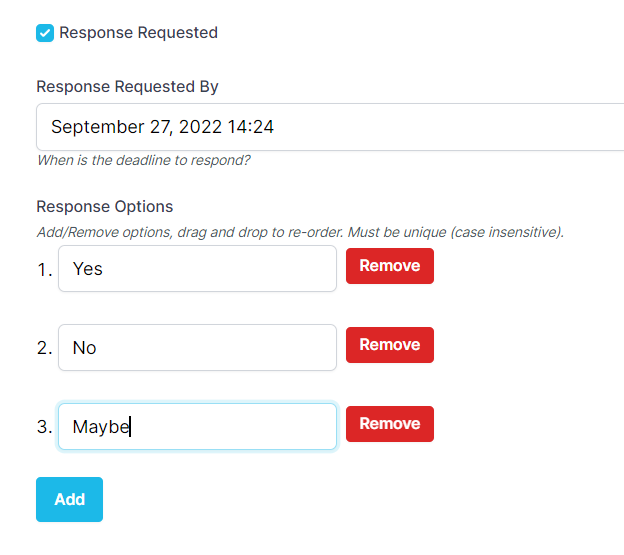 Response Requested
Response Requested By
September 27, 2022 14:24
When is the deadline to respond?
Response Options
Add/Remove options, drag and drop to re-order. Must be unique (case insensitive).
1. Yes Remove
2. No Remove
3. Maybe Remove
Add